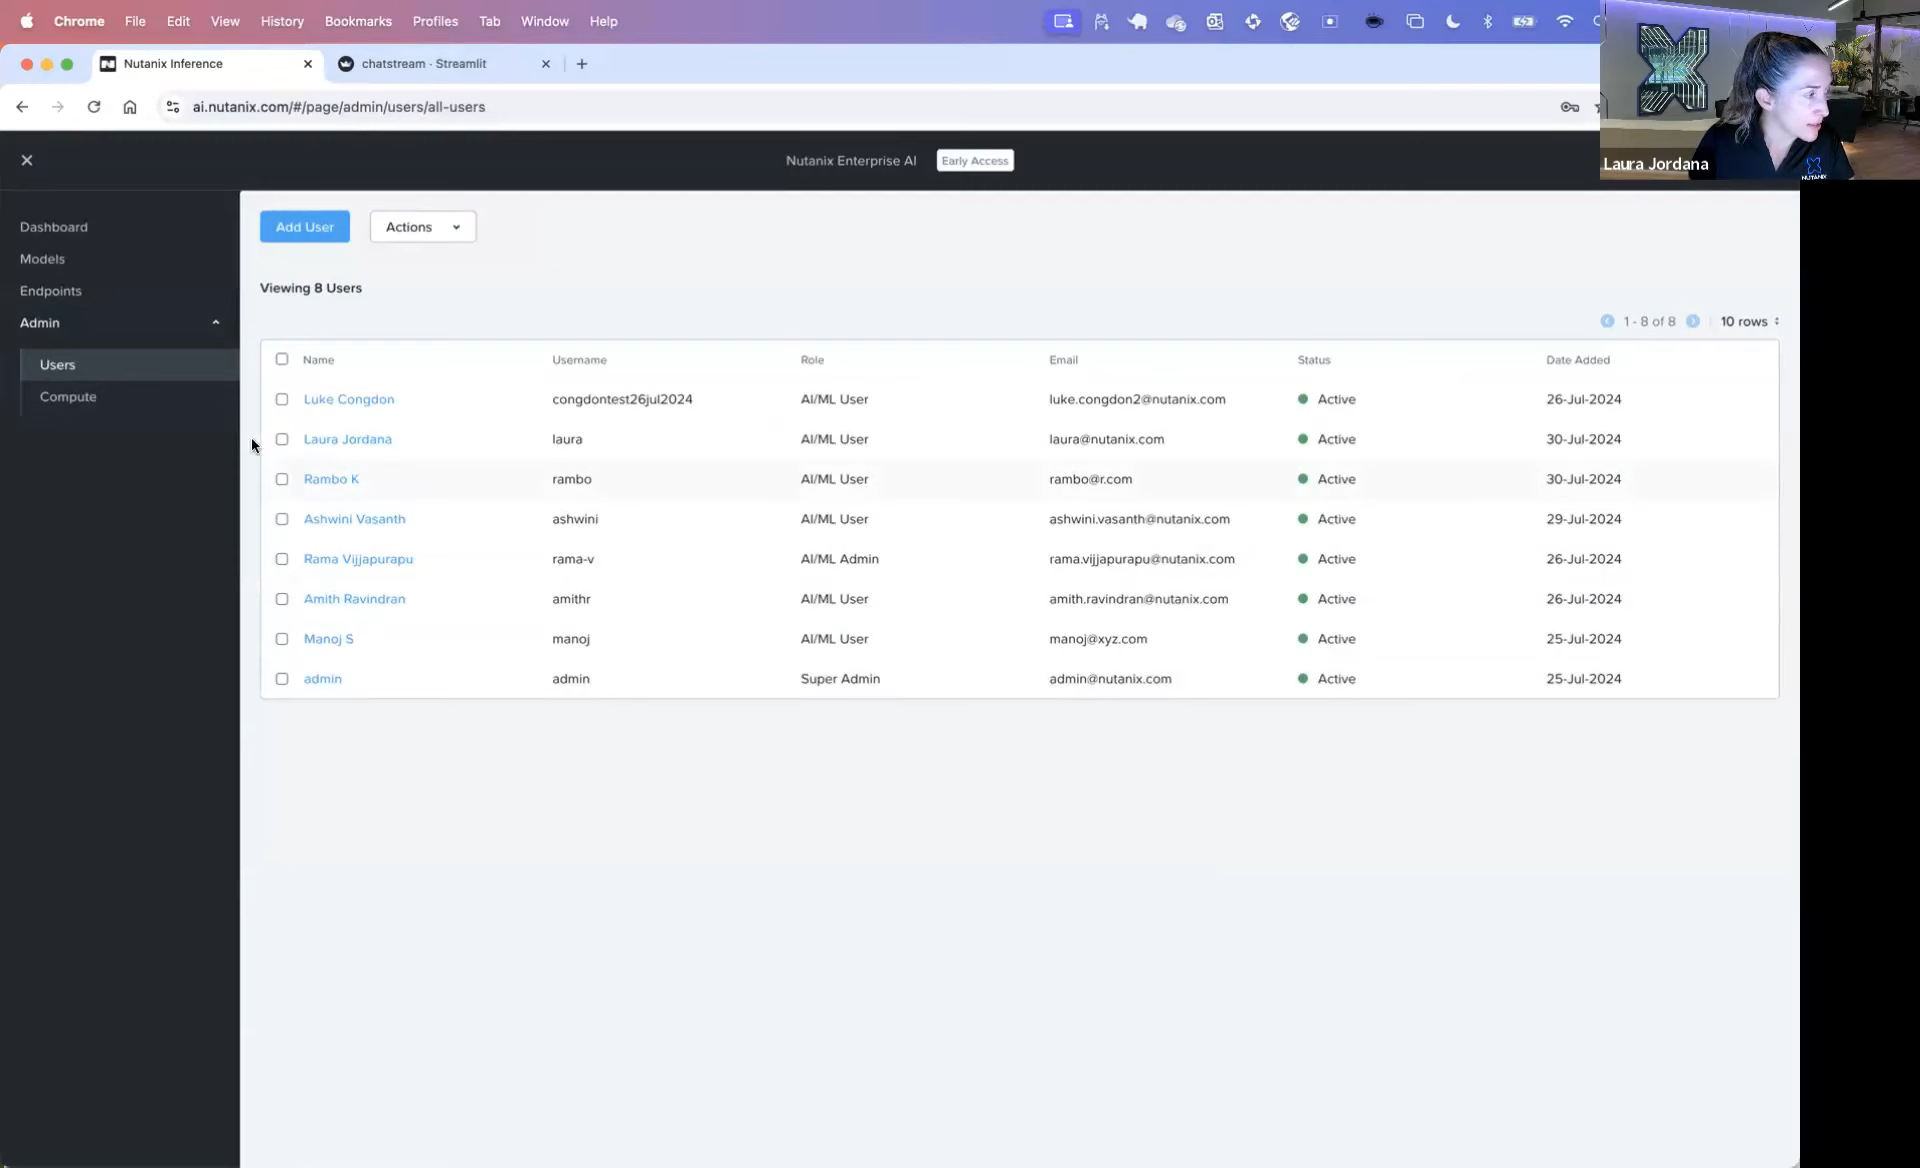 Chrome File Edit View History Bookmarks Profiles Tab Window Help
Nutanix Inference
chatstream · Streamlit
ai.nutanix.com/#/page/admin/users/all-users
Laura Jordana
NUTANIX
Nutanix Enterprise AI Early Access
Dashboard
Models
Endpoints
Admin
Users
Compute
Add User Actions
Viewing 8 Users
1 - 8 of 8 10 rows
Name Username Role Email Status Date Added
Luke Congdon congdontest26jul2024 AI/ML User luke.congdon2@nutanix.com Active 26-Jul-2024
Laura Jordana laura AI/ML User laura@nutanix.com Active 30-Jul-2024
Rambo K rambo AI/ML User rambo@r.com Active 30-Jul-2024
Ashwini Vasanth ashwini AI/ML User ashwini.vasanth@nutanix.com Active 29-Jul-2024
Rama Vijjapurapu rama-v AI/ML Admin rama.vijjapurapu@nutanix.com Active 26-Jul-2024
Amith Ravindran amithr AI/ML User amith.ravindran@nutanix.com Active 26-Jul-2024
Manoj S manoj AI/ML User manoj@xyz.com Active 25-Jul-2024
admin admin Super Admin admin@nutanix.com Active 25-Jul-2024